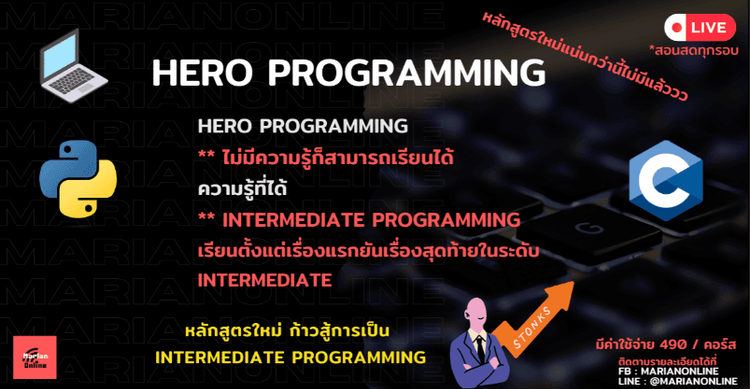 MARIANONLINE
หลักสูตรใหม่แน่นกว่านี้ไม่มีแล้ววว
LIVE
*สอนสดทุกรอบ
HERO PROGRAMMING
HERO PROGRAMMING
** ไม่มีความรู้ก็สามารถเรียนได้
ความรู้ที่ได้
** INTERMEDIATE PROGRAMMING
เรียนตั้งแต่เรื่องแรกยันเรื่องสุดท้ายในระดับ
INTERMEDIATE
C
G
STONKS
หลักสูตรใหม่ ก้าวสู้การเป็น
INTERMEDIATE PROGRAMMING
Marian
Online
มีค่าใช้จ่าย 490 / คอร์ส
ติดตามรายละเอียดได้ที่
FB : MARIANONLINE
LINE : @MARIANONLINE